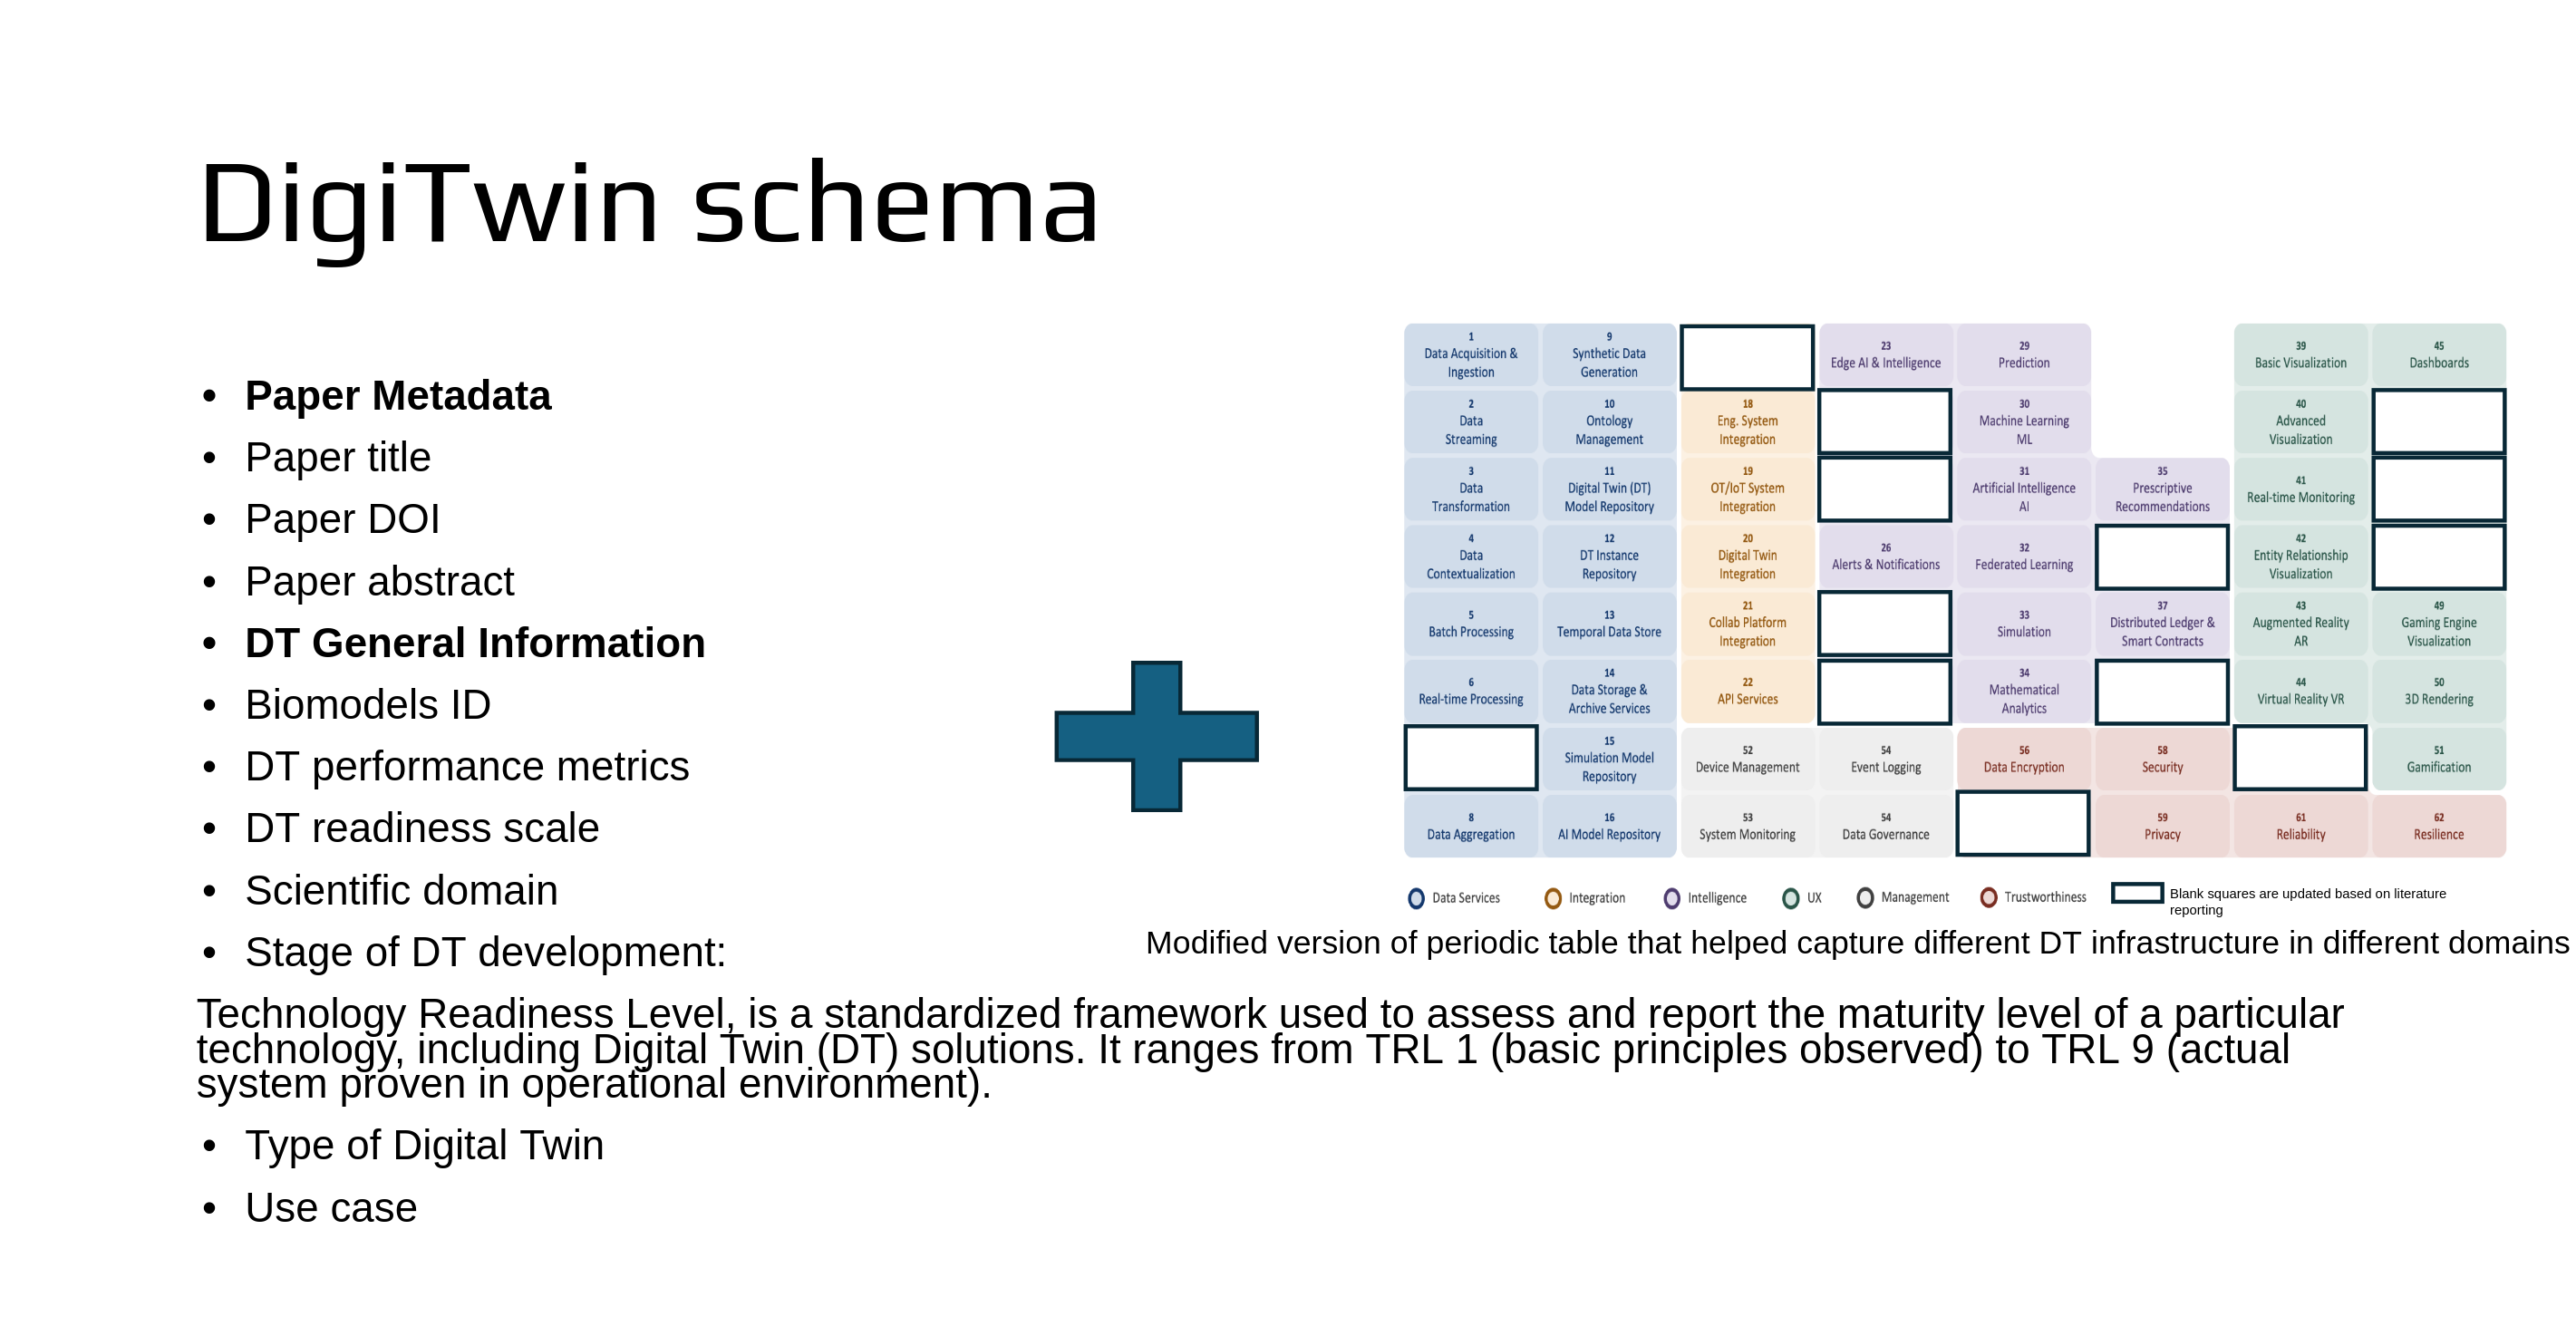 DigiTwin schema
• Paper Metadata
• Paper title
• Paper DOI
• Paper abstract
• DT General Information
• Biomodels ID
• DT performance metrics
• DT readiness scale
• Scientific domain
• Stage of DT development:
Technology Readiness Level, is a standardized framework used to assess and report the maturity level of a particular
technology, including Digital Twin (DT) solutions. It ranges from TRL 1 (basic principles observed) to TRL 9 (actual
system proven in operational environment).
• Type of Digital Twin
• Use case
1
Data Acquisition &
Ingestion
9
Synthetic Data
Generation
23
Edge AI & Intelligence
29
Prediction
39
Basic Visualization
45
Dashboards
2
Data
Streaming
10
Ontology
Management
18
Eng. System
Integration
30
Machine Learning
ML
40
Advanced
Visualization
3
Data
Transformation
11
Digital Twin (DT)
Model Repository
19
OT/IoT System
Integration
31
Artificial Intelligence
AI
35
Prescriptive
Recommendations
41
Real-time Monitoring
4
Data
Contextualization
12
DT Instance
Repository
20
Digital Twin
Integration
26
Alerts & Notifications
32
Federated Learning
42
Entity Relationship
Visualization
5
Batch Processing
13
Temporal Data Store
21
Collab Platform
Integration
33
Simulation
37
Distributed Ledger &
Smart Contracts
43
Augmented Reality
AR
49
Gaming Engine
Visualization
6
Real-time Processing
14
Data Storage &
Archive Services
22
API Services
34
Mathematical
Analytics
44
Virtual Reality VR
50
3D Rendering
15
Simulation Model
Repository
52
Device Management
54
Event Logging
56
Data Encryption
58
Security
51
Gamification
8
Data Aggregation
16
AI Model Repository
53
System Monitoring
54
Data Governance
59
Privacy
61
Reliability
62
Resilience
Data Services
Integration
Intelligence
UX
Management
Trustworthiness
Blank squares are updated based on literature
reporting
Modified version of periodic table that helped capture different DT infrastructure in different domains